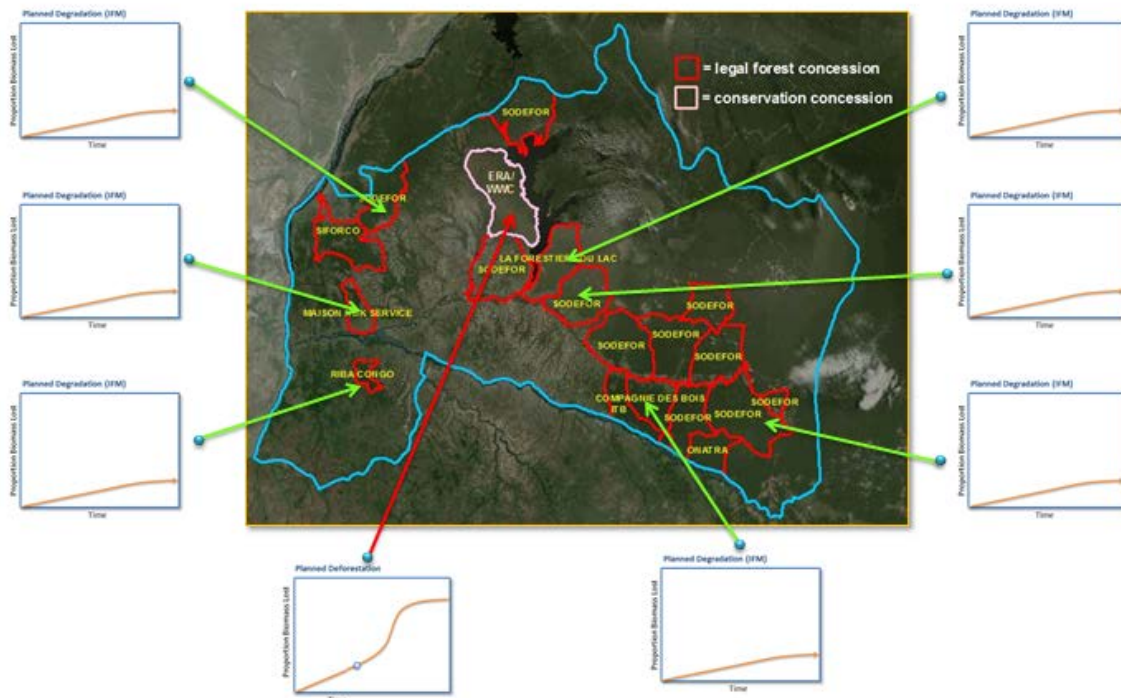 Planned Degradation (IFM)
Proportion Biomass Lost
Time
Planned Degradation (IFM)
Proportion Biomass Lost
Time
Planned Degradation (IFM)
Proportion Biomass Lost
Time
= legal forest concession
= conservation concession
SODEFOR
ERA/
WWC
SODEFOR
SIFORCO
LA FORESTIERE DU LAC
SODEFOR
SODEFOR
SODEFOR
MAISON
SERVICE
SODEFOR
SODEFOR
SODEFOR
RIBA CONGO
COMPAGNIE DES BOIS
SODEFOR
ITB
SODEFOR
SODEFOR
ONATRA
Planned Degradation (IFM)
Proportion Biomass Lost
Time
Planned Degradation (IFM)
Proportion Biomass Lost
Time
Planned Degradation (IFM)
Proportion Biomass Lost
Time
Planned Deforestation
Proportion Biomass Lost
Planned Degradation (IFM)
Proportion Biomass Lost
Time